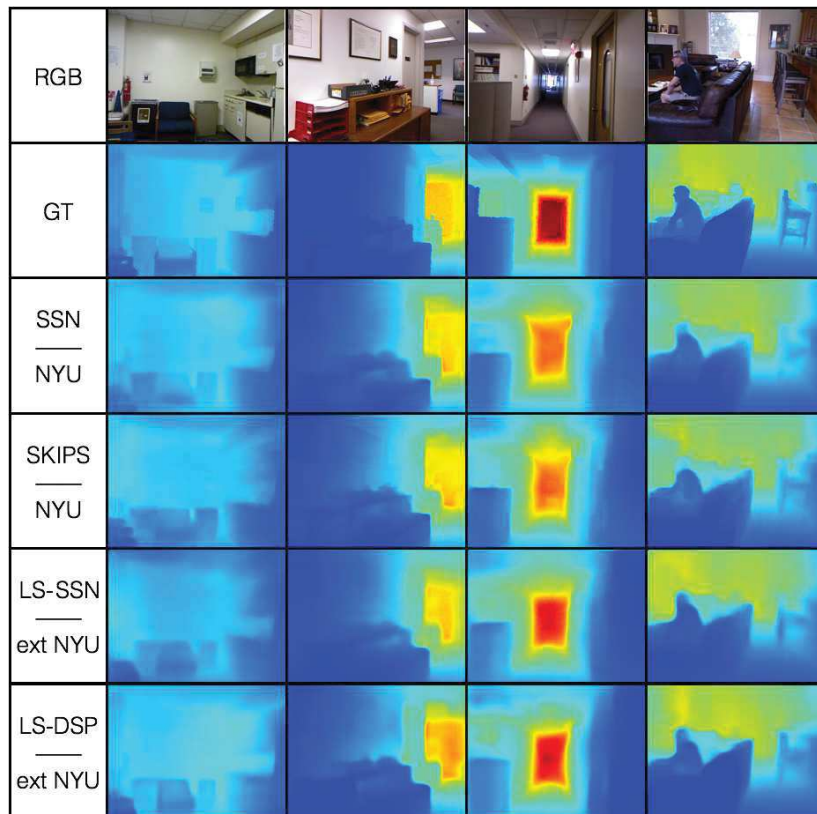 RGB
GT
SSN
NYU
SKIPS
NYU
LS-SSN
ext NYU
LS-DSP
ext NYU